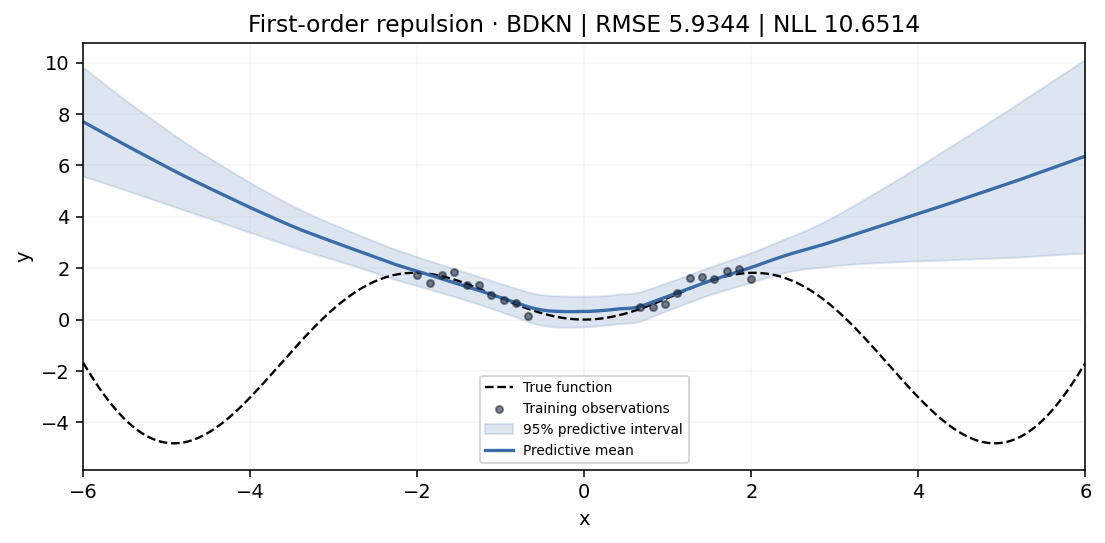 First-order repulsion · BDKN | RMSE 5.9344 | NLL 10.6514
10
8
6
4
2
0
−2
−4
y
True function
Training observations
95% predictive interval
Predictive mean
−6 −4 −2 0 2 4 6
x